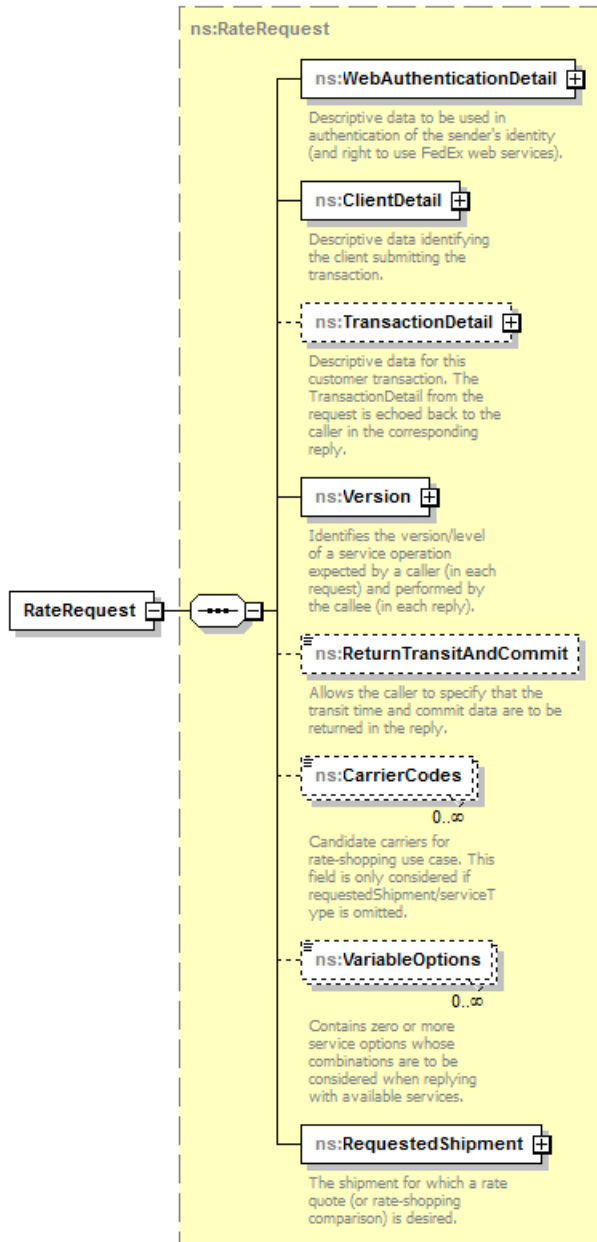 ns:RateRequest
ns:WebAuthenticationDetail
Descriptive data to be used in
authentication of the sender's identity
(and right to use FedEx web services).
ns:ClientDetail
Descriptive data identifying
the client submitting the
transaction.
ns:TransactionDetail
Descriptive data for this
customer transaction. The
TransactionDetail from the
request is echoed back to the
caller in the corresponding
reply.
ns:Version
Identifies the version/level
of a service operation
expected by a caller (in each
request) and performed by
the callee (in each reply).
RateRequest
ns:ReturnTransitAndCommit
Allows the caller to specify that the
transit time and commit data are to be
returned in the reply.
ns:CarrierCodes
0..∞
Candidate carriers for
rate-shopping use case. This
field is only considered if
requestedShipment/serviceT
ype is omitted.
ns:VariableOptions
0..∞
Contains zero or more
service options whose
combinations are to be
considered when replying
with available services.
ns:RequestedShipment
The shipment for which a rate
quote (or rate-shopping
comparison) is desired.